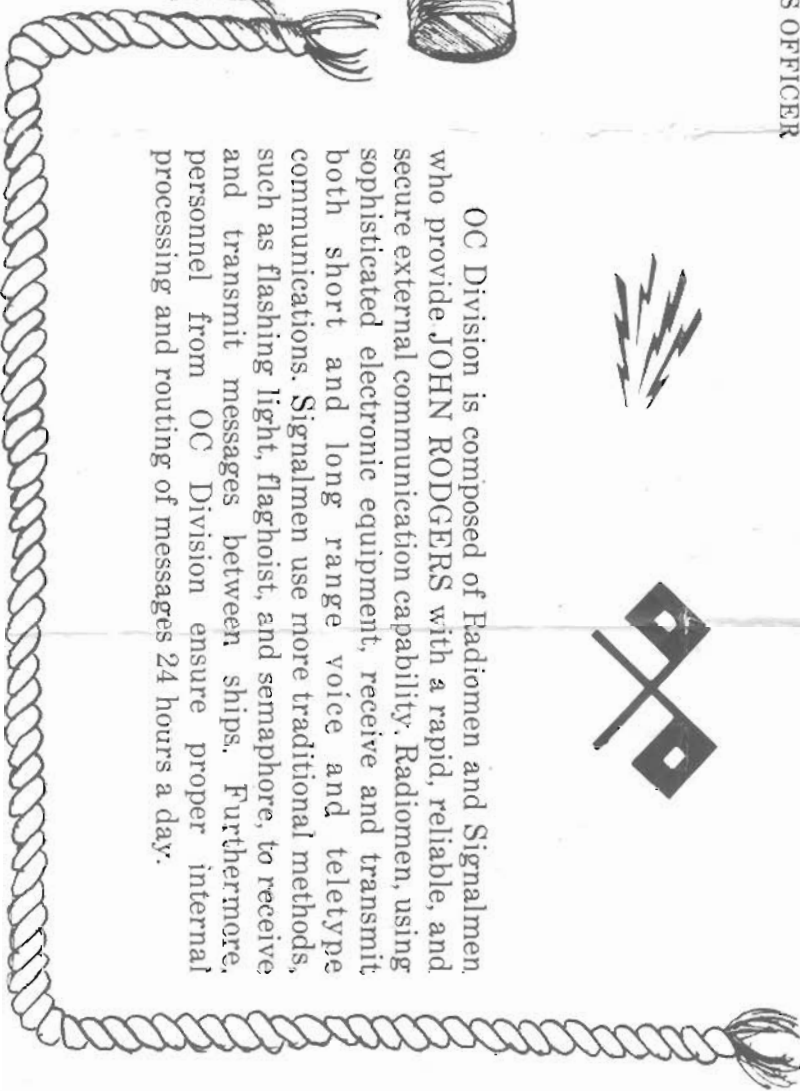 S OFFICER
OC Division is composed of Radiomen and Signalmen
who provide JOHN RODGERS with a rapid, reliable, and
secure external communication capability. Radiomen, using
sophisticated electronic equipment, receive and transmit
both short and long range voice and teletype
communications. Signalmen use more traditional methods,
such as flashing light, flaghoist, and semaphore, to receive
and transmit messages between ships. Furthermore,
personnel from OC Division ensure proper internal
processing and routing of messages 24 hours a day.